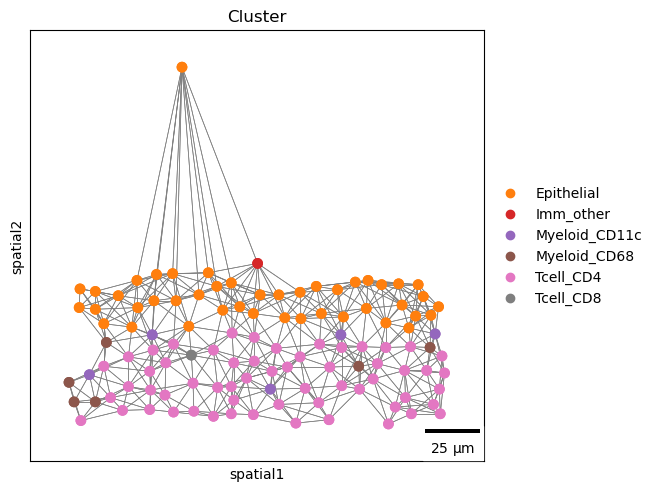 Cluster
spatial2
Epithelial
Imm_other
Myeloid_CD11c
Myeloid_CD68
Tcell_CD4
Tcell_CD8
25 μm
spatial1